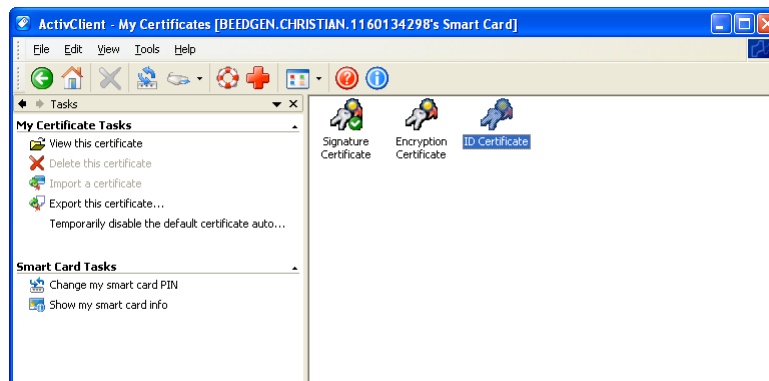 ActivClient - My Certificates [BEEDGEN.CHRISTIAN.1160134298's Smart Card]
File Edit View Tools Help
Tasks
My Certificate Tasks
View this certificate
Delete this certificate
Import a certificate
Export this certificate...
Temporarily disable the default certificate auto...
Smart Card Tasks
Change my smart card PIN
Show my smart card info
Signature Certificate
Encryption Certificate
ID Certificate